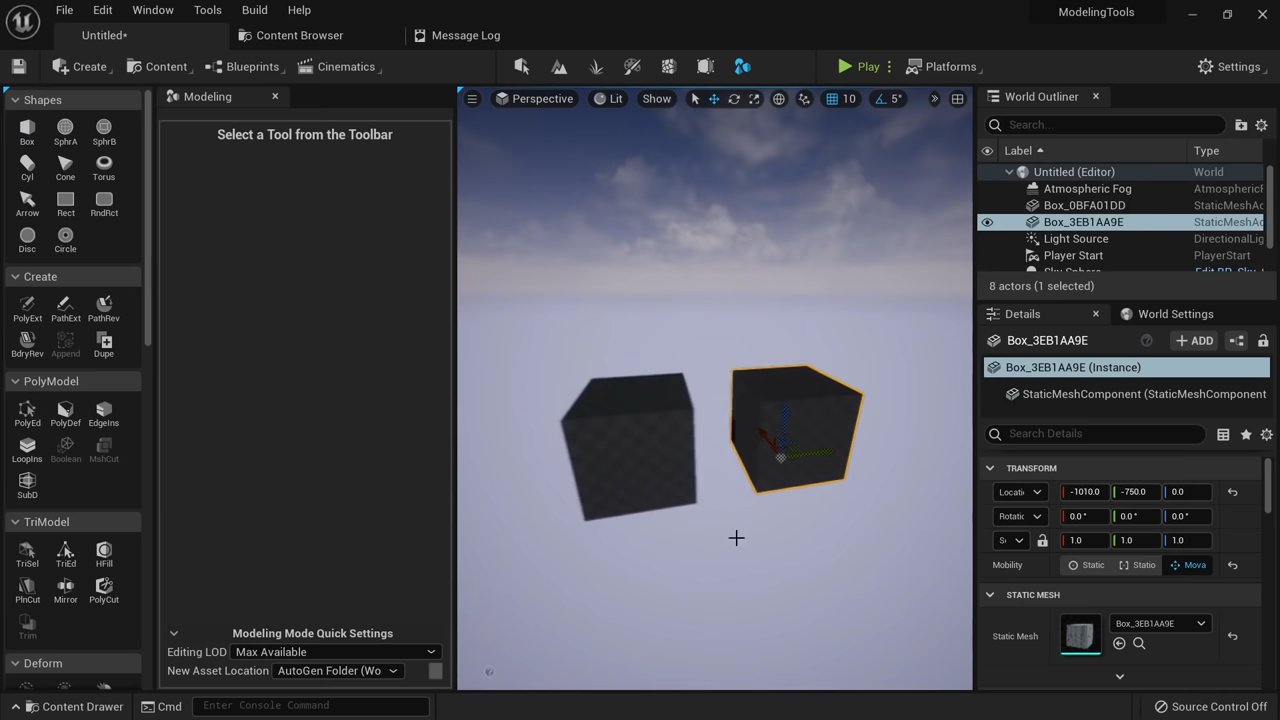 File Edit Window Tools Build Help
ModelingTools
Untitled*
Content Browser
Message Log
Create
Content
Blueprints
Cinematics
Play
Platforms
Settings
Shapes
Box SphrA SphrB
Cyl Cone Torus
Arrow Rect RndRct
Disc Circle
Create
PolyExt PathExt PathRev
BdryRev Append Dupe
PolyModel
PolyEd PolyDef EdgeIns
LoopIns Boolean MshCut
SubD
TriModel
TriSel TriEd HFill
PlnCut Mirror PolyCut
Trim
Deform
Modeling
Select a Tool from the Toolbar
Modeling Mode Quick Settings
Editing LOD Max Available
New Asset Location AutoGen Folder (Wo
Perspective Lit Show 10 5°
World Outliner
Search...
Label Type
Untitled (Editor) World
Atmospheric Fog AtmosphericF
Box_0BFA01DD StaticMeshAc
Box_3EB1AA9E StaticMeshAc
Light Source DirectionalLig
Player Start PlayerStart
8 actors (1 selected)
Details
World Settings
Box_3EB1AA9E
ADD
Box_3EB1AA9E (Instance)
StaticMeshComponent (StaticMeshComponent
Search Details
TRANSFORM
Locati -1010.0 -750.0 0.0
Rotatic 0.0° 0.0° 0.0°
1.0 1.0 1.0
Mobility Static Statio Mova
STATIC MESH
Static Mesh Box_3EB1AA9E
Content Drawer
Cmd
Enter Console Command
Source Control Off